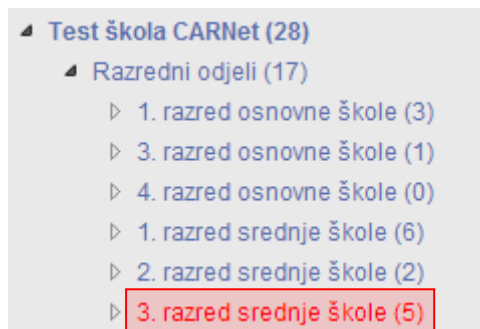 Test škola CARNet (28)
Razredni odjeli (17)
1. razred osnovne škole (3)
3. razred osnovne škole (1)
4. razred osnovne škole (0)
1. razred srednje škole (6)
2. razred srednje škole (2)
3. razred srednje škole (5)